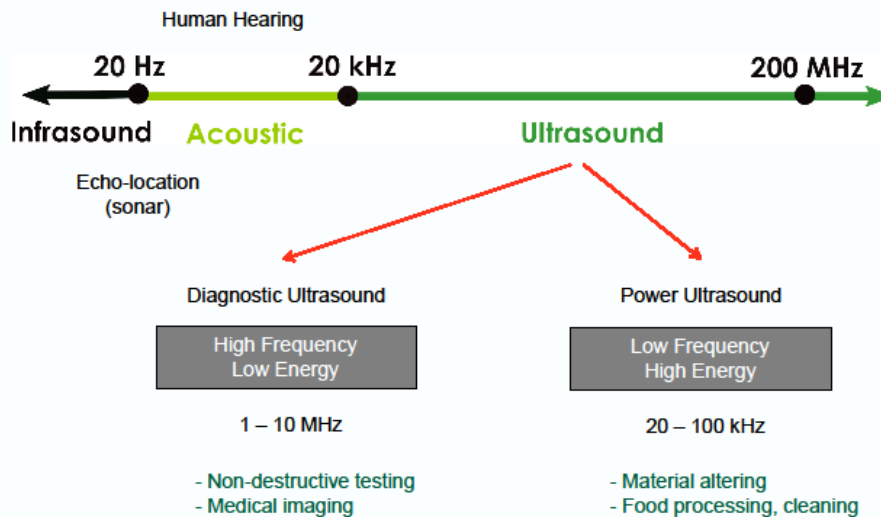 Human Hearing
20 Hz
20 kHz
200 MHz
Infrasound
Acoustic
Ultrasound
Echo-location
(sonar)
Diagnostic Ultrasound
High Frequency
Low Energy
1 – 10 MHz
- Non-destructive testing
- Medical imaging
Power Ultrasound
Low Frequency
High Energy
20 – 100 kHz
- Material altering
- Food processing, cleaning